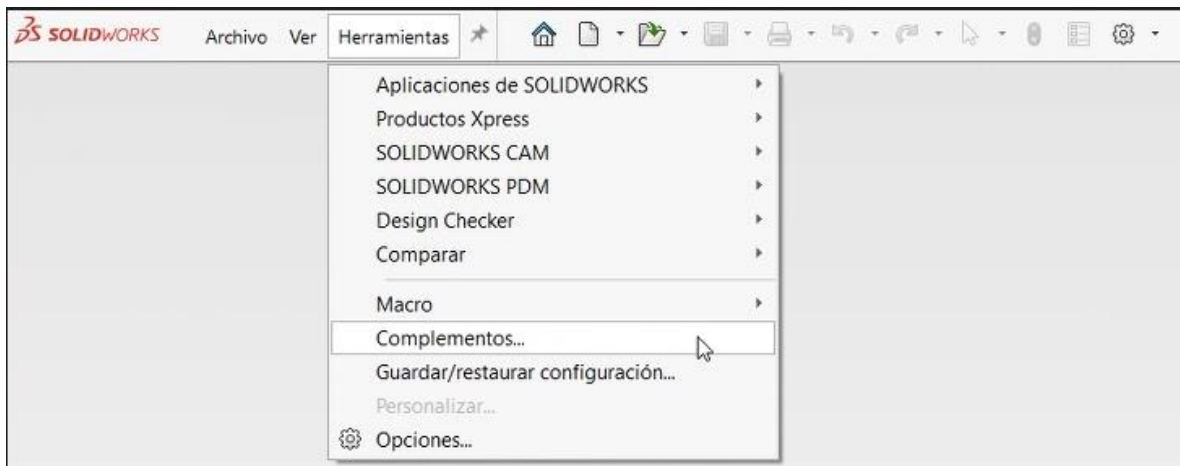 SOLIDWORKS Archivo Ver Herramientas
Aplicaciones de SOLIDWORKS
Productos Xpress
SOLIDWORKS CAM
SOLIDWORKS PDM
Design Checker
Comparar
Macro
Complementos...
Guardar/restaurar configuración...
Personalizar...
Opciones...